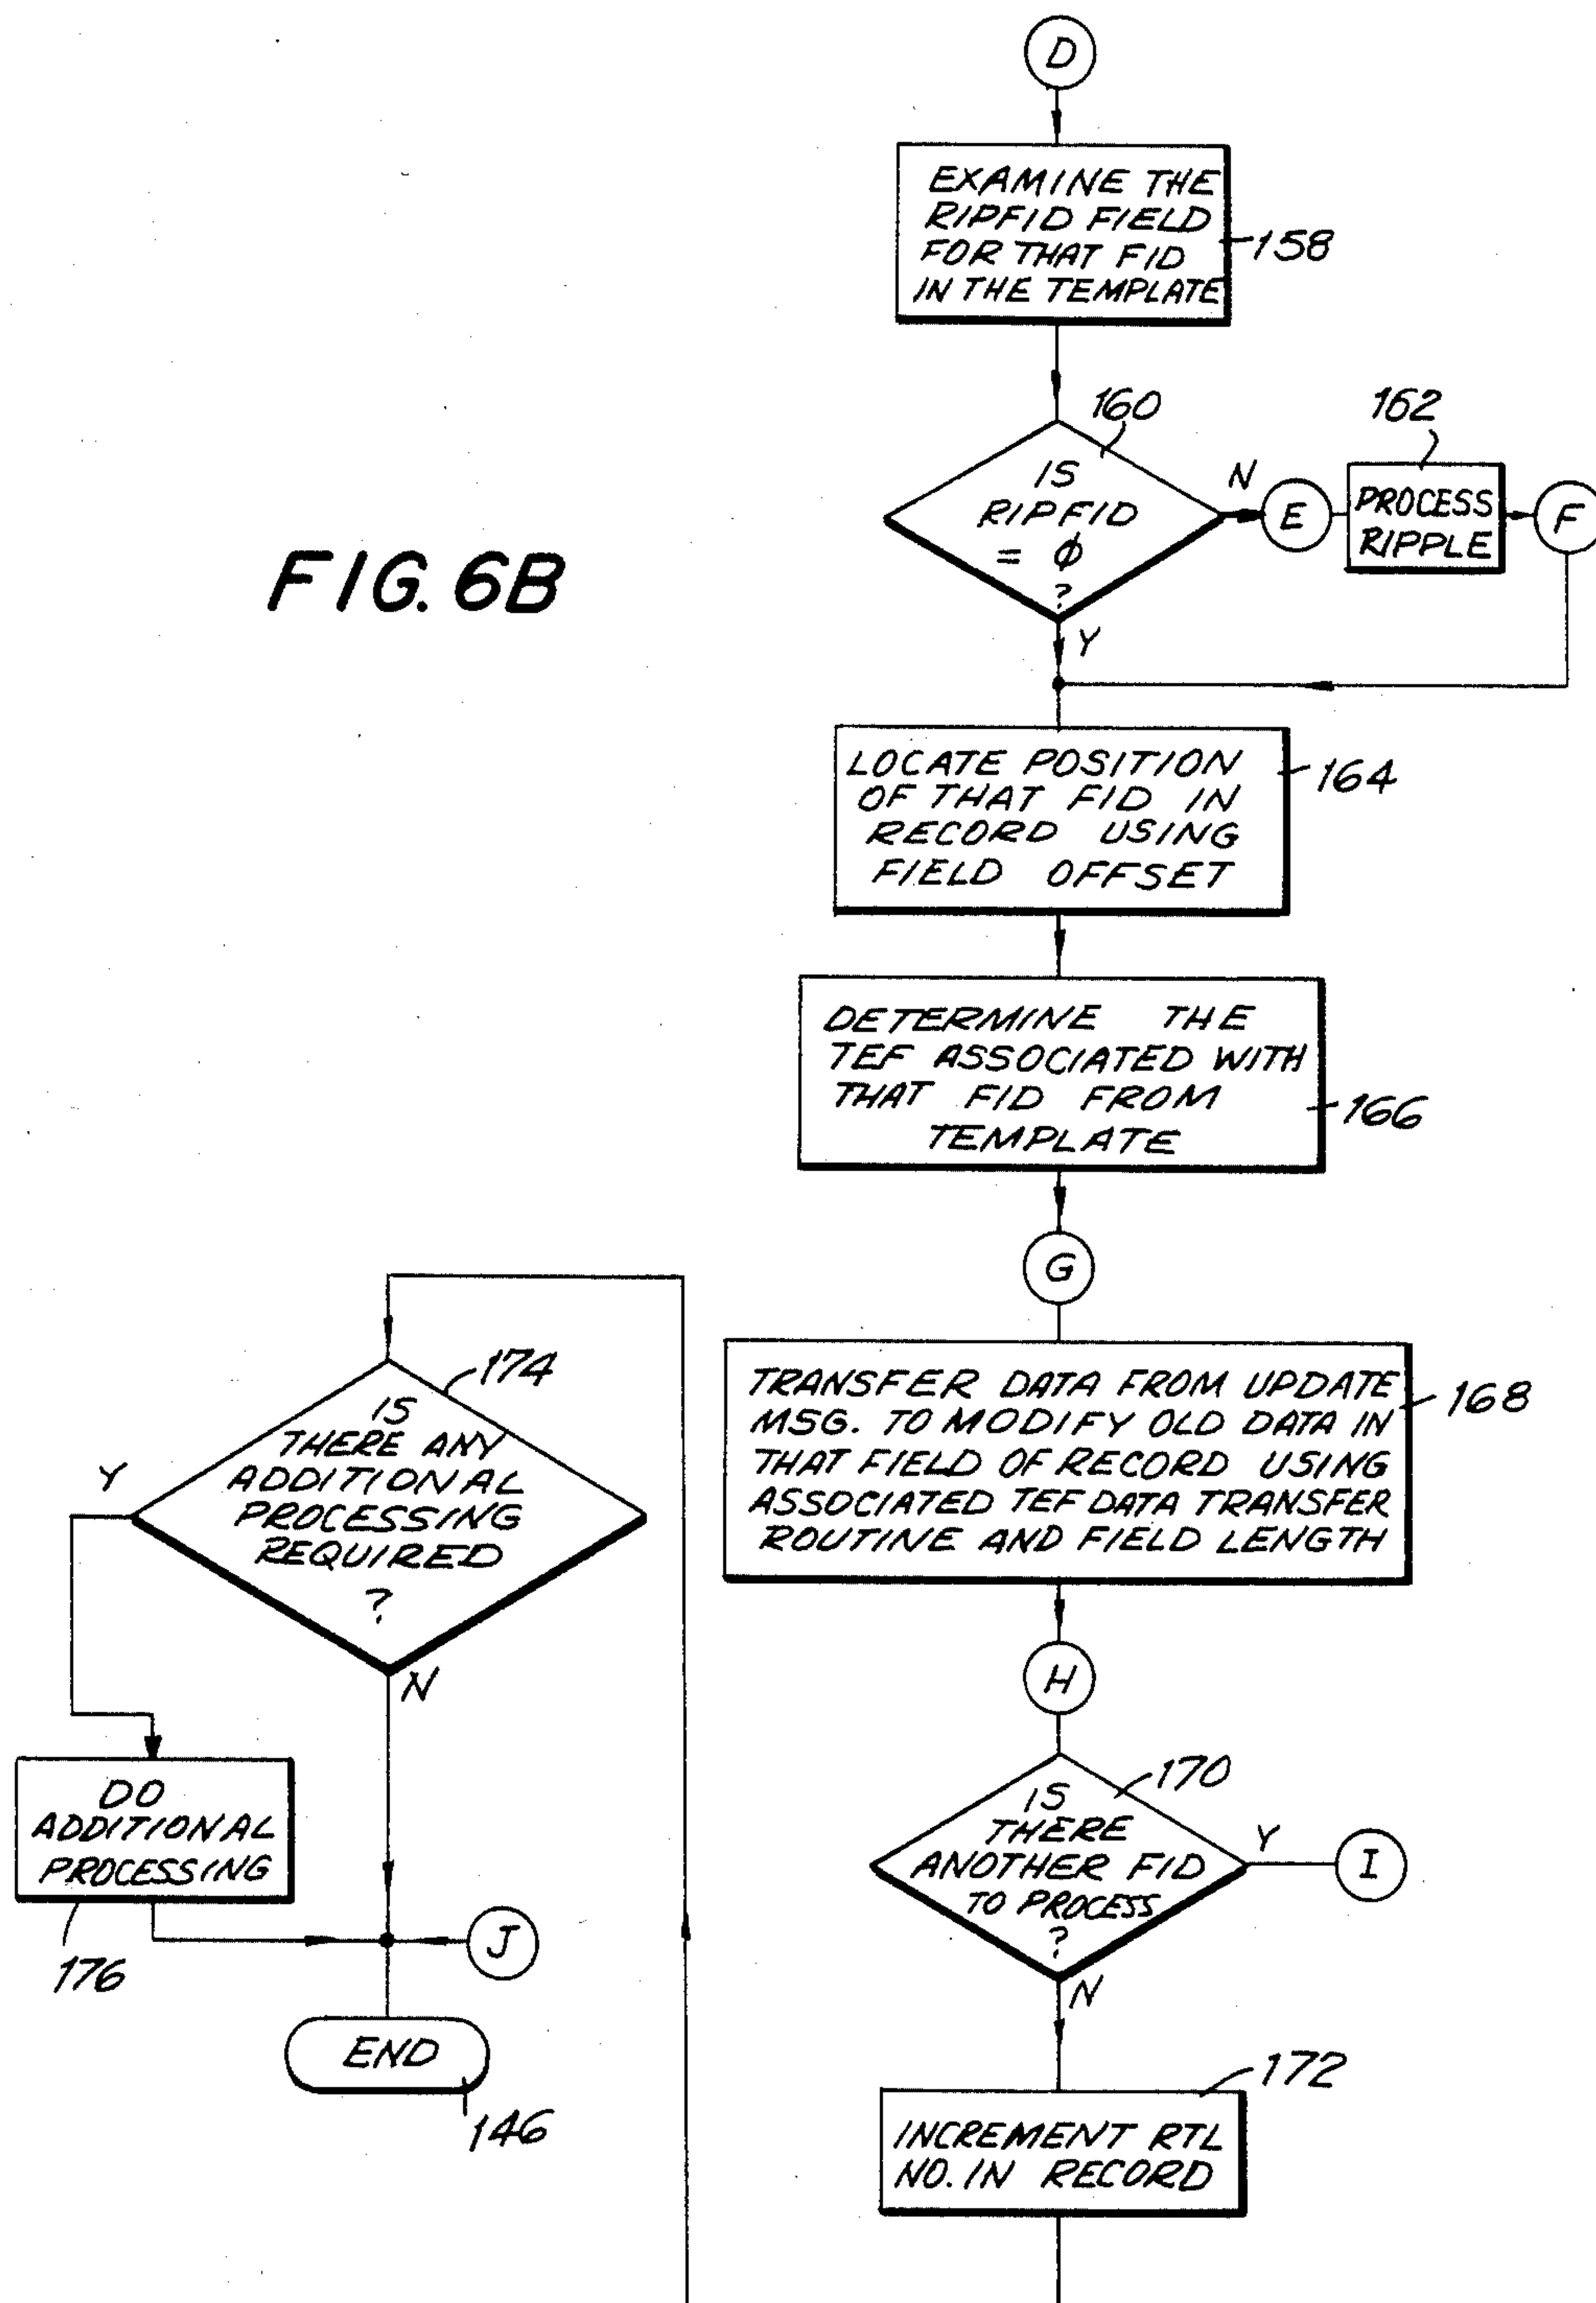 D
EXAMINE THE
RIPFID FIELD
FOR THAT FID
IN THE TEMPLATE
158
160
IS
RIPFID
= ϕ
?
N
E
162
PROCESS
RIPPLE
F
Y
FIG. 6B
LOCATE POSITION
OF THAT FID IN
RECORD USING
FIELD OFFSET
164
DETERMINE THE
TEF ASSOCIATED WITH
THAT FID FROM
TEMPLATE
166
G
TRANSFER DATA FROM UPDATE
MSG. TO MODIFY OLD DATA IN
THAT FIELD OF RECORD USING
ASSOCIATED TEF DATA TRANSFER
ROUTINE AND FIELD LENGTH
168
H
170
IS
THERE
ANOTHER FID
TO PROCESS
?
Y
I
N
172
INCREMENT RTL
NO. IN RECORD
174
IS
THERE ANY
ADDITIONAL
PROCESSING
REQUIRED
?
Y
N
DO
ADDITIONAL
PROCESSING
176
J
END
146